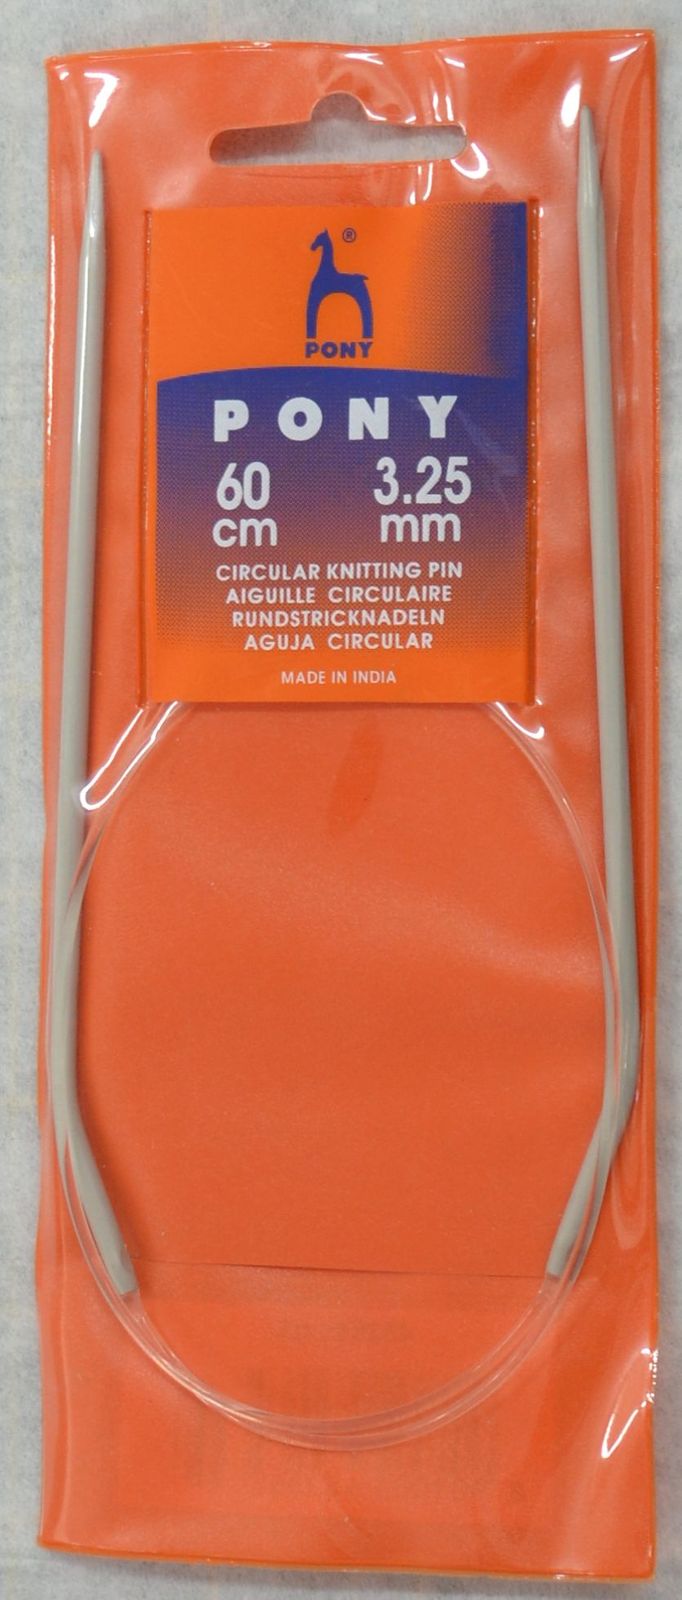 ®
PONY
PONY
60 3.25
cm mm
CIRCULAR KNITTING PIN
AIGUILLE CIRCULAIRE
RUNDSTRICKNADELN
AGUJA CIRCULAR
MADE IN INDIA